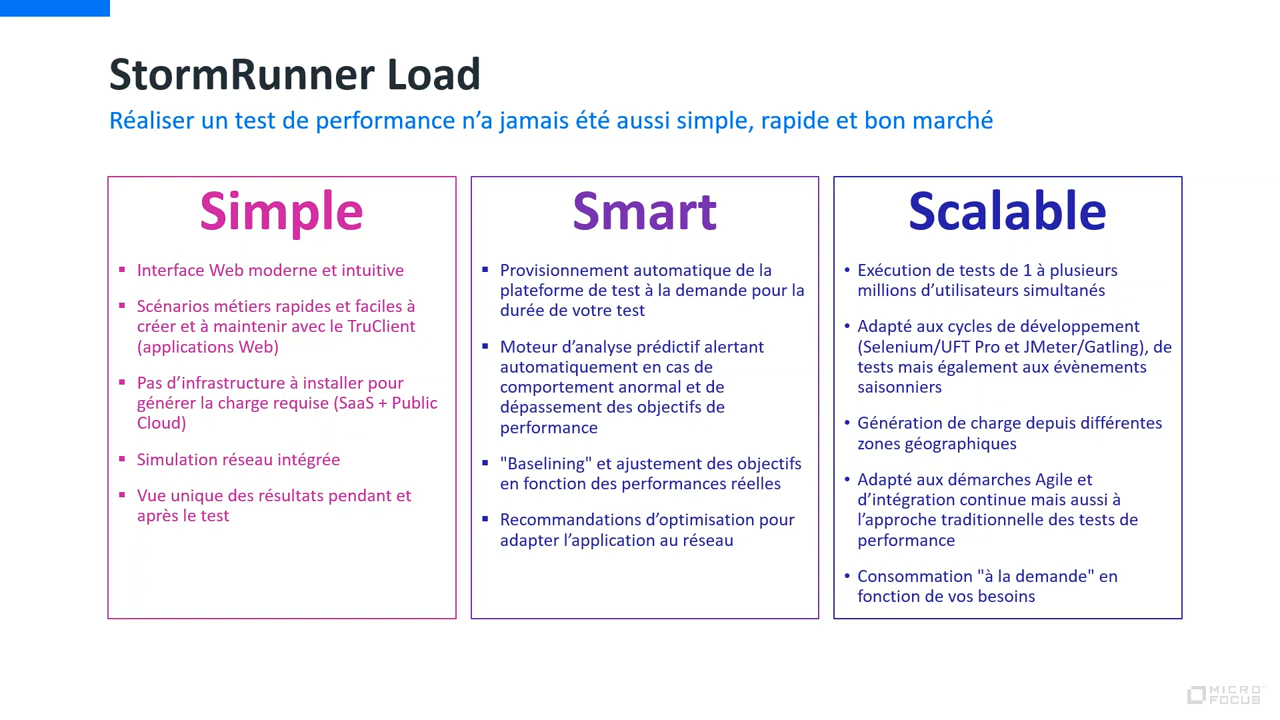 StormRunner Load
Réaliser un test de performance n’a jamais été aussi simple, rapide et bon marché
Simple
▪ Interface Web moderne et intuitive
▪ Scénarios métiers rapides et faciles à
créer et à maintenir avec le TruClient
(applications Web)
▪ Pas d’infrastructure à installer pour
générer la charge requise (SaaS + Public
Cloud)
▪ Simulation réseau intégrée
▪ Vue unique des résultats pendant et
après le test
Smart
▪ Provisionnement automatique de la
plateforme de test à la demande pour la
durée de votre test
▪ Moteur d’analyse prédictif alertant
automatiquement en cas de
comportement anormal et de
dépassement des objectifs de
performance
▪ "Baselining" et ajustement des objectifs
en fonction des performances réelles
▪ Recommandations d’optimisation pour
adapter l’application au réseau
Scalable
• Exécution de tests de 1 à plusieurs
millions d’utilisateurs simultanés
• Adapté aux cycles de développement
(Selenium/UFT Pro et JMeter/Gatling), de
tests mais également aux évènements
saisonniers
• Génération de charge depuis différentes
zones géographiques
• Adapté aux démarches Agile et
d’intégration continue mais aussi à
l’approche traditionnelle des tests de
performance
• Consommation "à la demande" en
fonction de vos besoins
MICRO
FOCUS